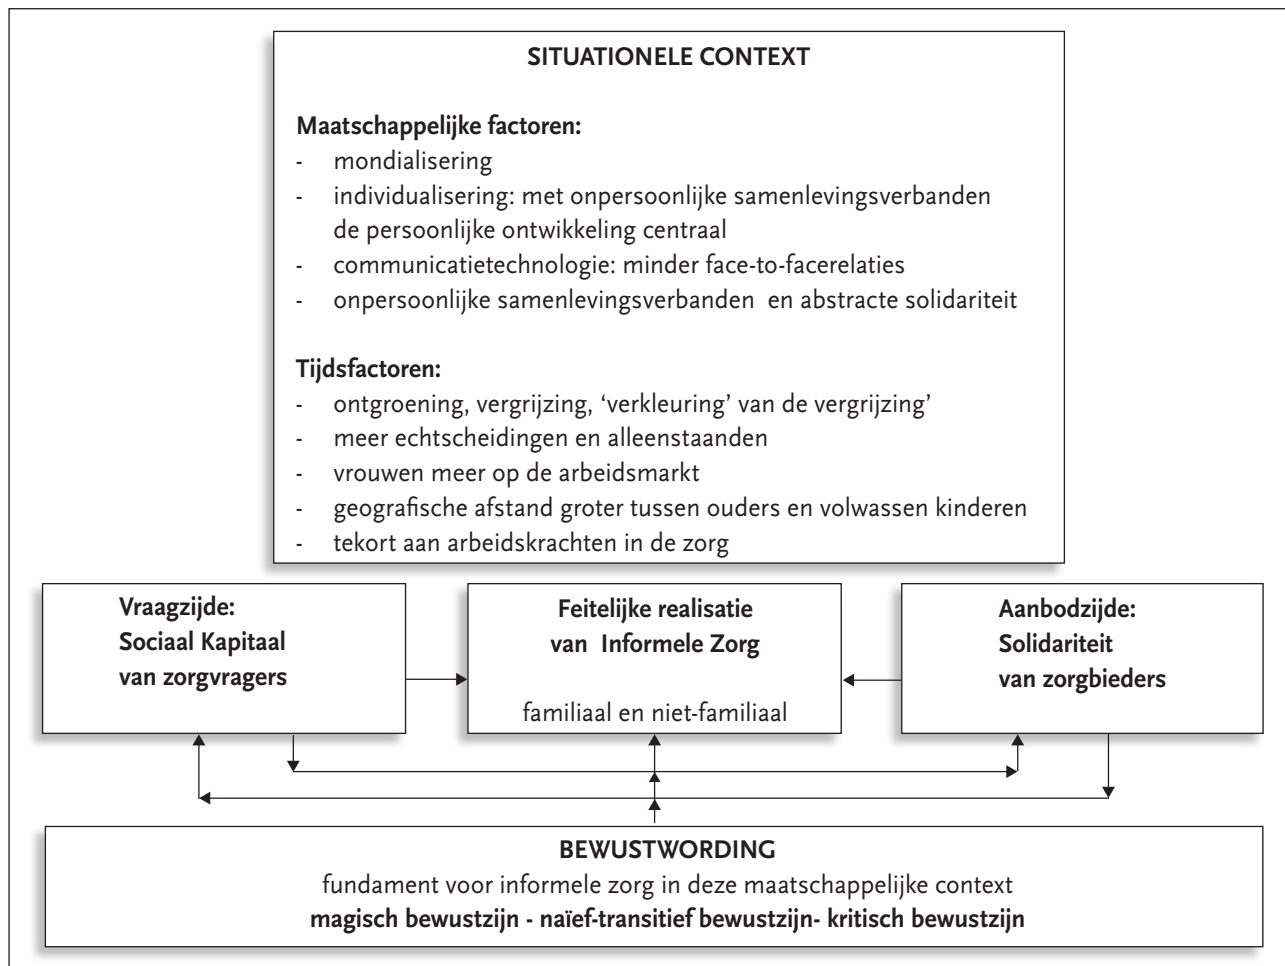 SITUATIONELE CONTEXT
Maatschappelijke factoren:
- mondialisering
- individualisering: met onpersoonlijke samenlevingsverbanden
de persoonlijke ontwikkeling centraal
- communicatietechnologie: minder face-to-facerelaties
- onpersoonlijke samenlevingsverbanden en abstracte solidariteit
Tijdsfactoren:
- ontgroening, vergrijzing, ‘verkleuring’ van de vergrijzing’
- meer echtscheidingen en alleenstaanden
- vrouwen meer op de arbeidsmarkt
- geografische afstand groter tussen ouders en volwassen kinderen
- tekort aan arbeidskrachten in de zorg
Vraagzijde:
Sociaal Kapitaal
van zorgvragers
Feitelijke realisatie
van Informele Zorg
familiaal en niet-familiaal
Aanbodzijde:
Solidariteit
van zorgbieders
BEWUSTWORDING
fundament voor informele zorg in deze maatschappelijke context
magisch bewustzijn - naïef-transitief bewustzijn- kritisch bewustzijn